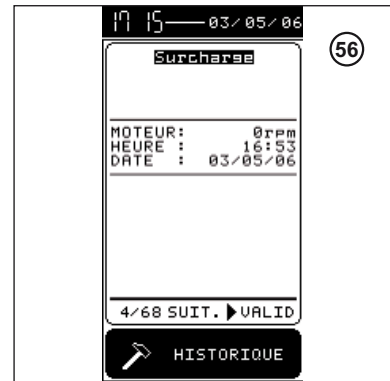 17 15 03/05/06
56
Surcharge
MOTEUR: 0rpm
HEURE : 16:53
DATE : 03/05/06
4/68 SUIT. ▶ VALID
HISTORIQUE